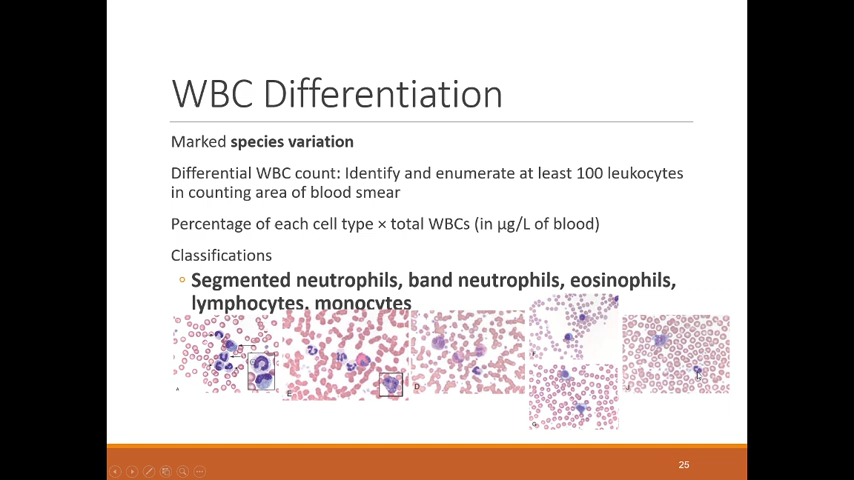 WBC Differentiation
Marked species variation
Differential WBC count: Identify and enumerate at least 100 leukocytes
in counting area of blood smear
Percentage of each cell type × total WBCs (in µg/L of blood)
Classifications
◦ Segmented neutrophils, band neutrophils, eosinophils,
lymphocytes, monocytes
A
E
D
F
G
25